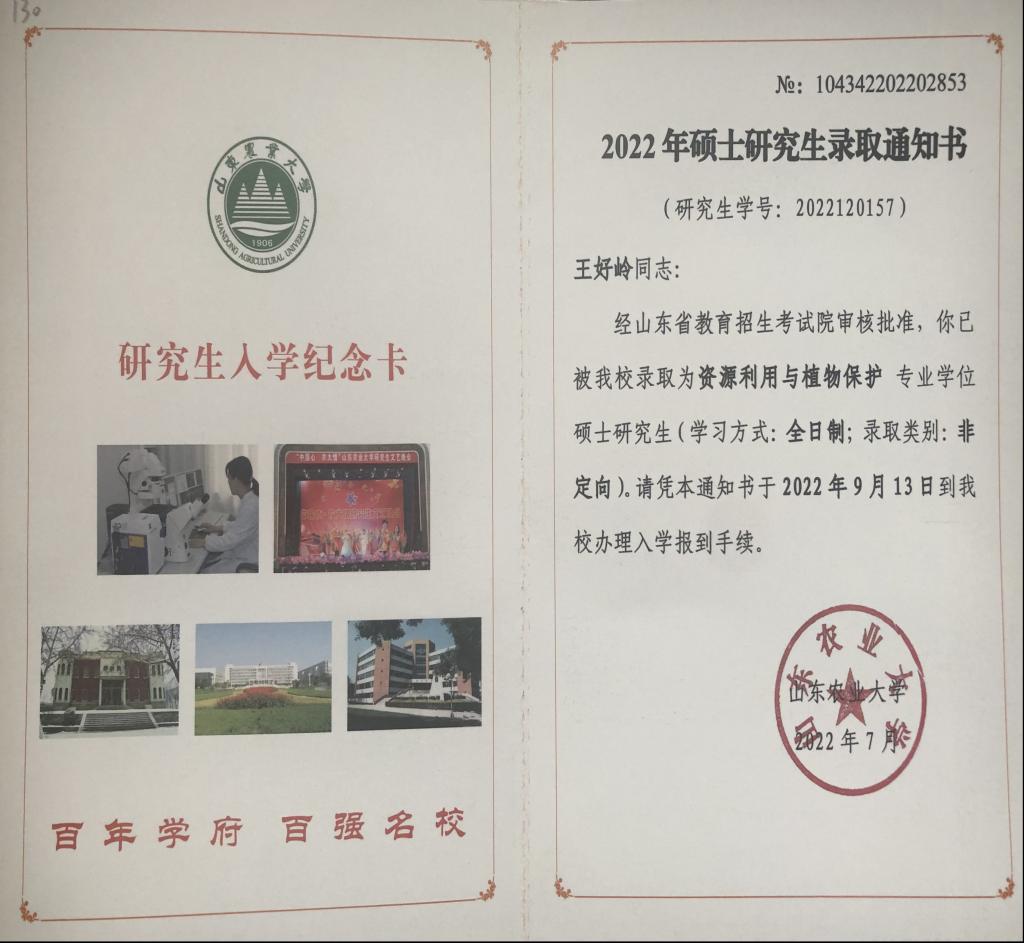 130
山東農業大學
1906
SHANDONG AGRICULTURAL UNIVERSITY
研究生入学纪念卡
百年学府 百强名校
№：104342202202853
2022年硕士研究生录取通知书
（研究生学号：2022120157）
王好岭同志：
经山东省教育招生考试院审核批准，你已
被我校录取为资源利用与植物保护 专业学位
硕士研究生（学习方式：全日制；录取类别：非
定向）。请凭本通知书于2022年9月13日到我
校办理入学报到手续。
山东农业大学
山东农业大学
2022年7月